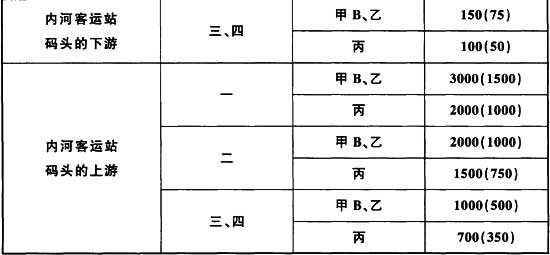 内河客运站
码头的下游
三、四
甲 B、乙
150(75)
丙
100(50)
内河客运站
码头的上游
一
甲 B、乙
3000(1500)
丙
2000(1000)
二
甲 B、乙
2000(1000)
丙
1500(750)
三、四
甲 B、乙
1000(500)
丙
700(350)